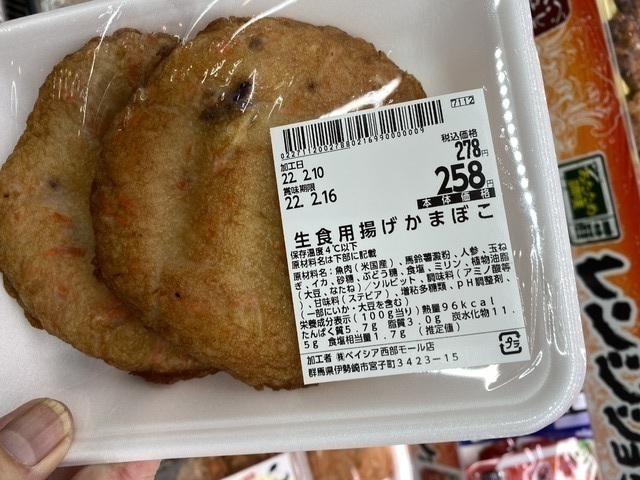 7112
0227112002788021699000009
税込価格
278円
加工日
22. 2.10
258円
本体価格
賞味期限
22. 2.16
生食用揚げかまぼこ
保存温度4℃以下
原材料名は下部に記載
原材料名：魚肉(米国産)、馬鈴薯澱粉、人参、玉ね
ぎ、イカ、砂糖、ぶどう糖、食塩、ミリン、植物油脂
(大豆、なたね)／ソルビット、調味料(アミノ酸等
)、甘味料(ステビア)、増粘多糖類、PH調整剤、
(一部にいか・大豆を含む)
栄養成分表示(100g当り)熱量96kcal
たんぱく質5.7g 脂質3.0g 炭水化物11.
5g 食塩相当量1.7g (推定値)
加工者 ㈱ベイシア西部モール店
群馬県伊勢崎市宮子町3423－15
プラ
レンジ